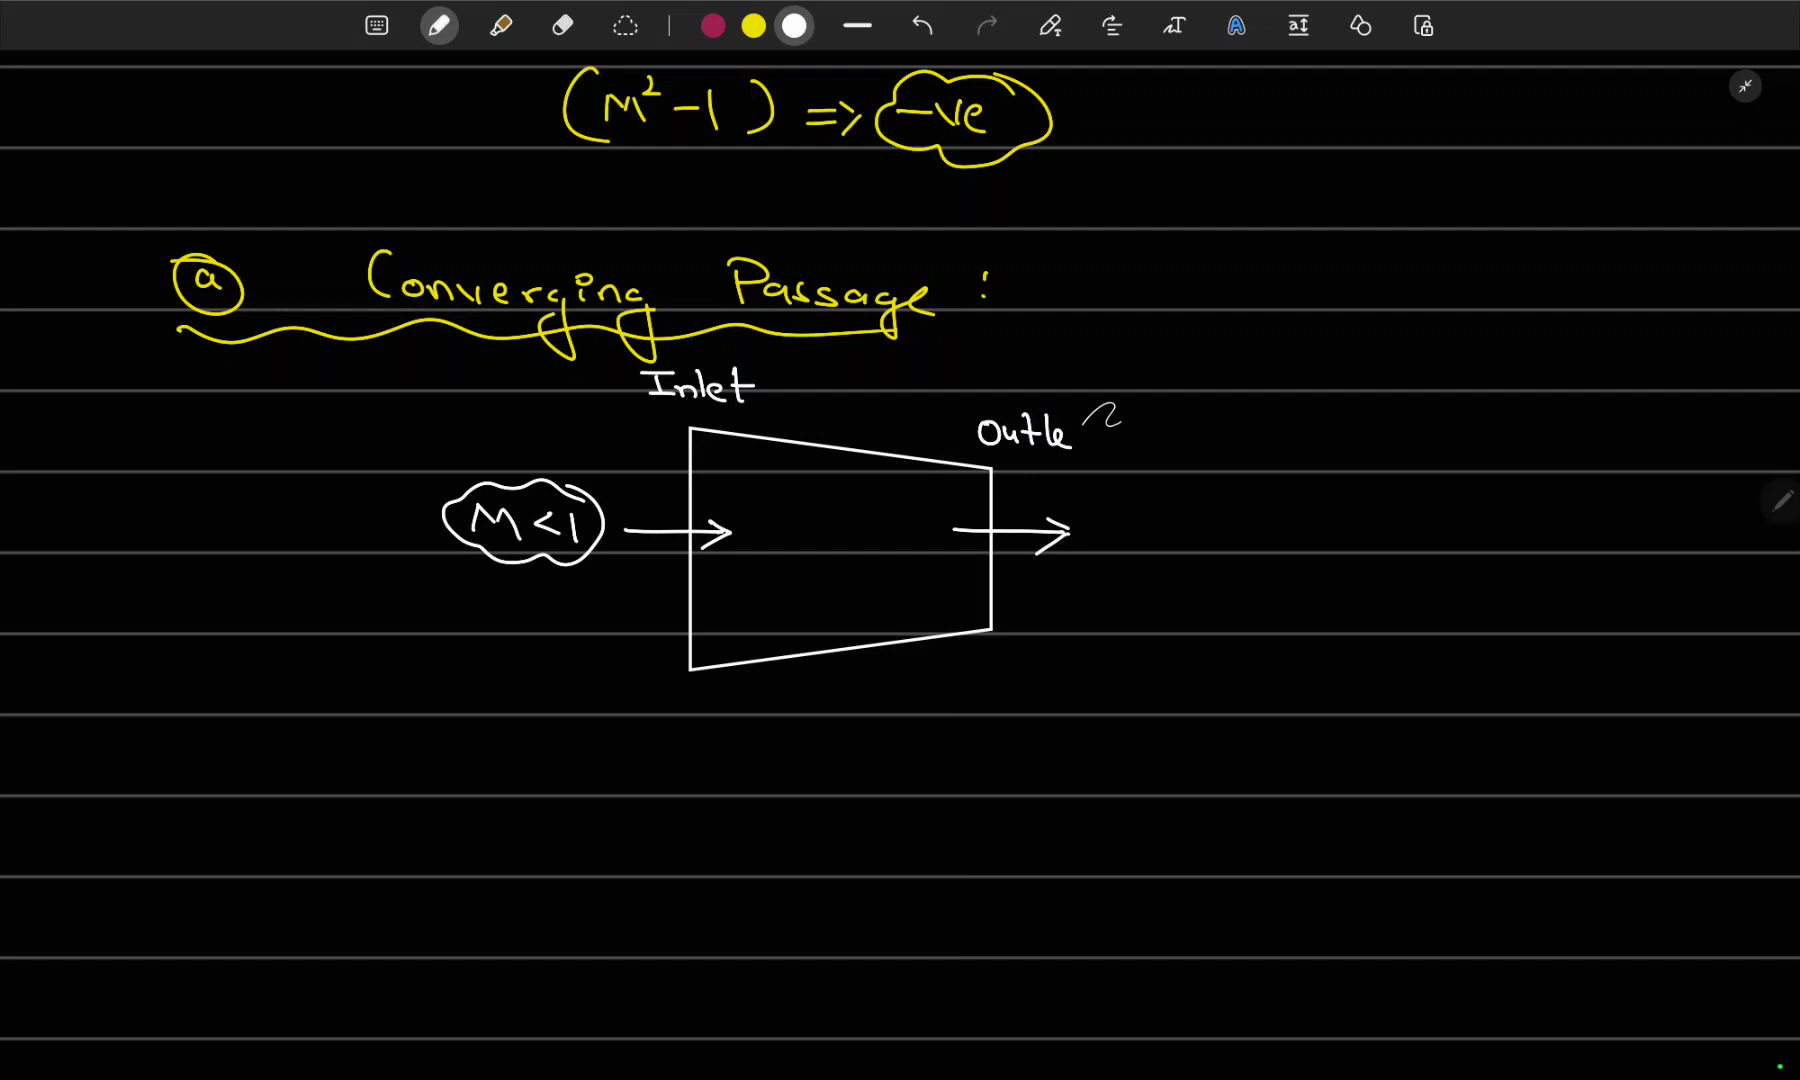 (M² - 1) => -ve
a Converging Passage :
Inlet
Outle
M < 1